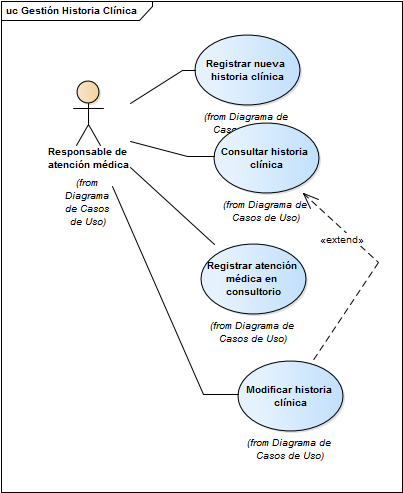 uc Gestión Historia Clínica
Registrar nueva
historia clínica
(from Diagrama de
Casos de Uso)
Responsable de
atención médica
(from
Diagrama
de Casos
de Uso)
Consultar historia
clínica
(from Diagrama de
Casos de Uso)
«extend»
Registrar atención
médica en
consultorio
(from Diagrama de
Casos de Uso)
Modificar historia
clínica
(from Diagrama de
Casos de Uso)